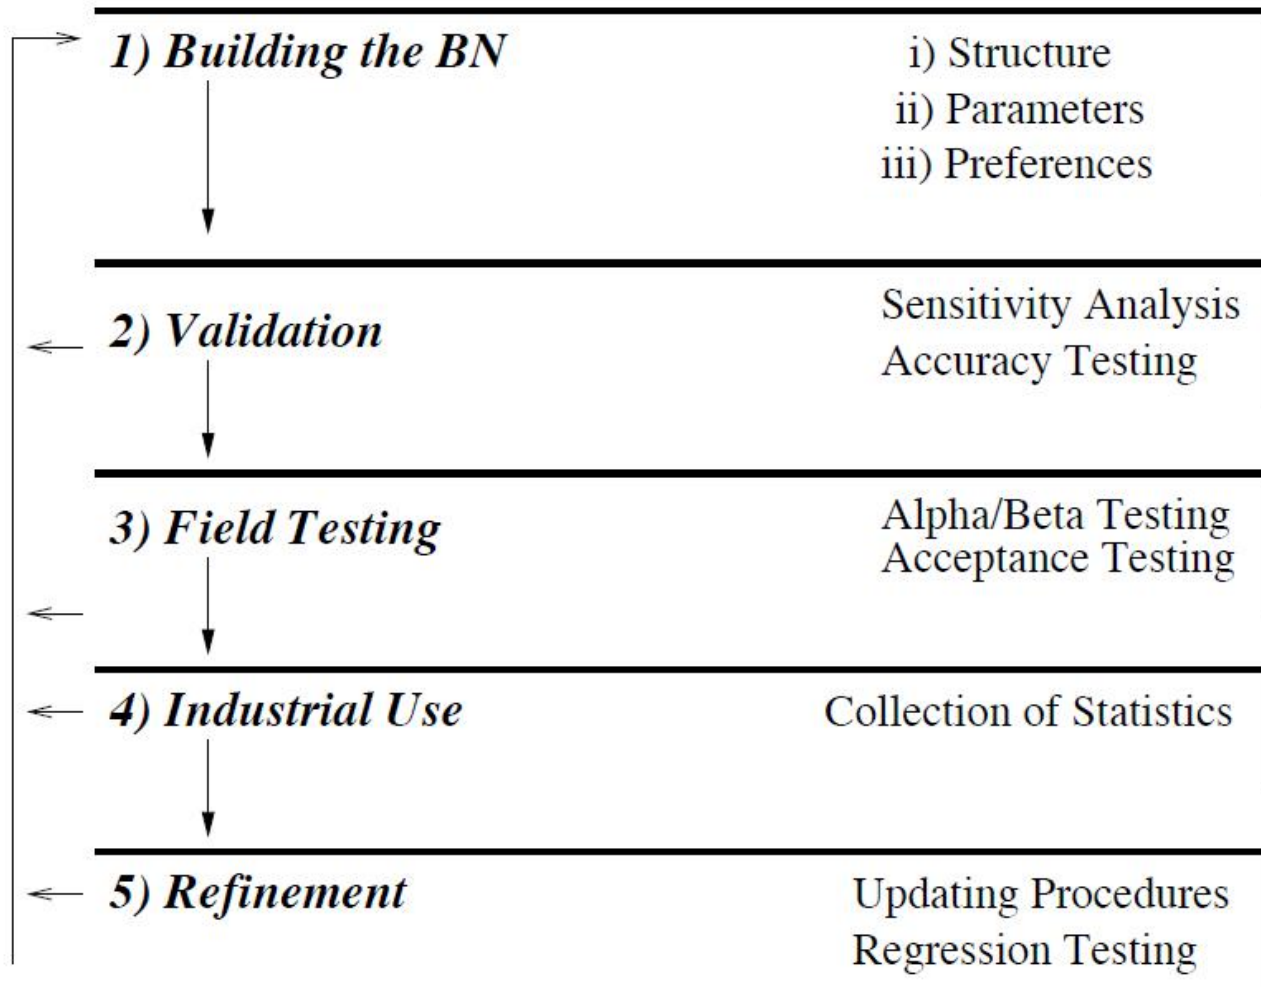 1) Building the BN
i) Structure
ii) Parameters
iii) Preferences
2) Validation
Sensitivity Analysis
Accuracy Testing
3) Field Testing
Alpha/Beta Testing
Acceptance Testing
4) Industrial Use
Collection of Statistics
5) Refinement
Updating Procedures
Regression Testing